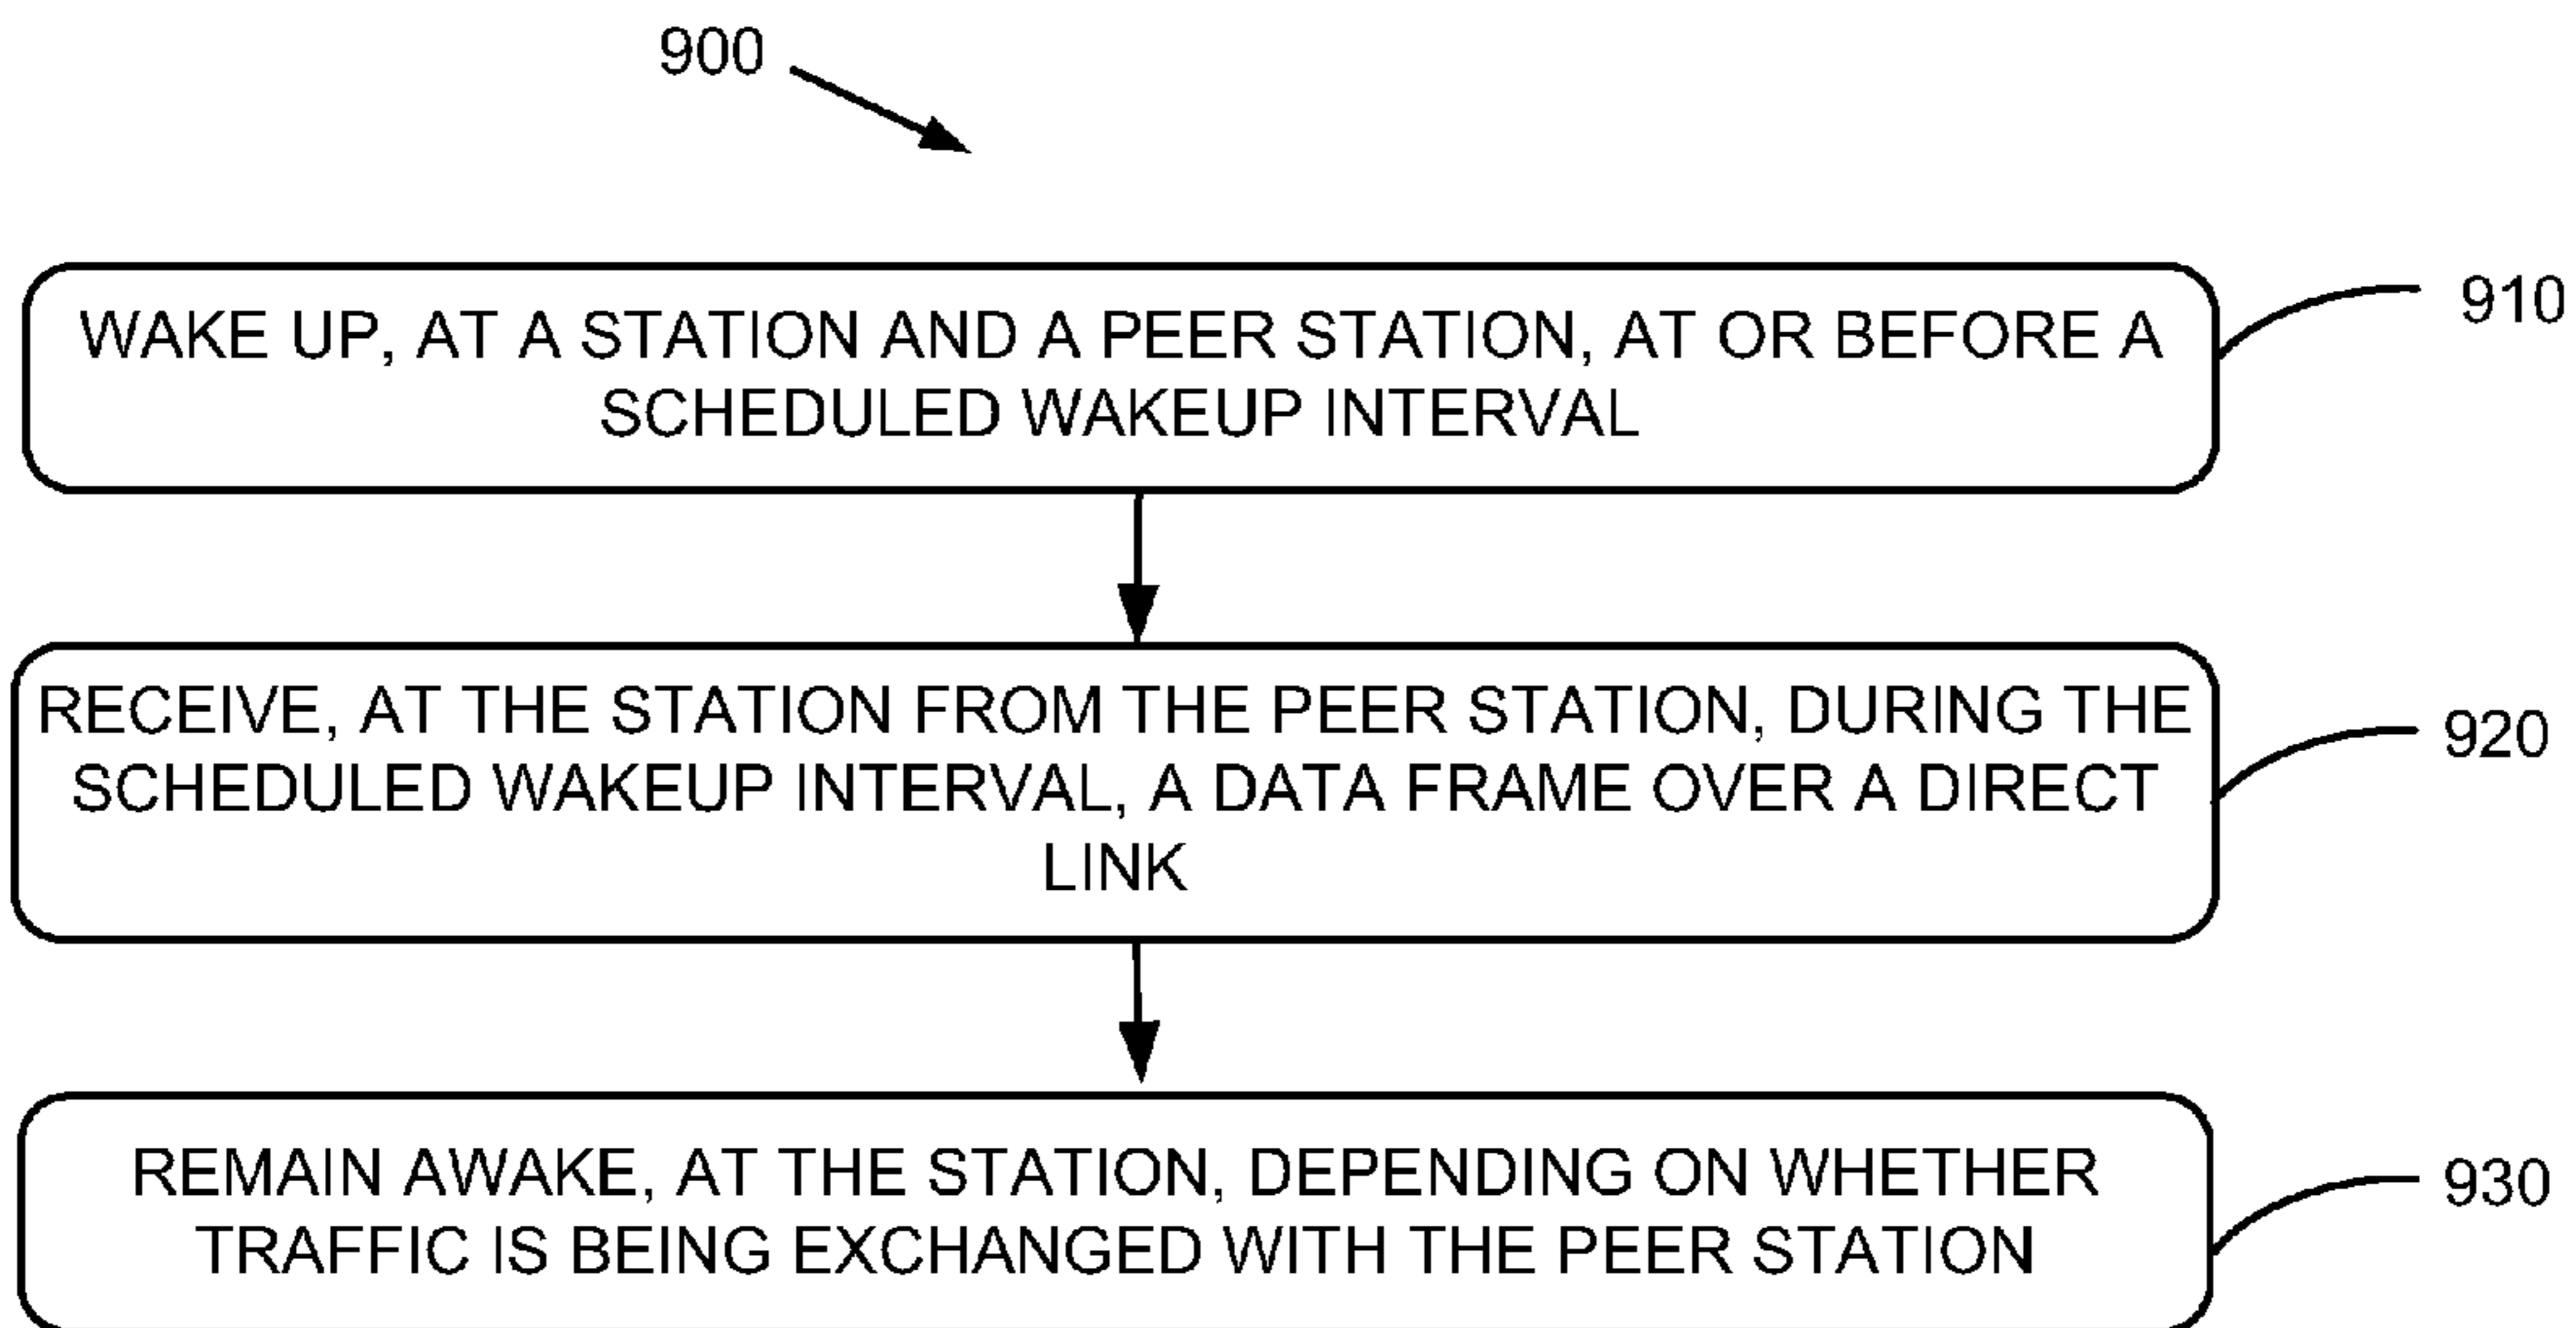 900
WAKE UP, AT A STATION AND A PEER STATION, AT OR BEFORE A
SCHEDULED WAKEUP INTERVAL
910
RECEIVE, AT THE STATION FROM THE PEER STATION, DURING THE
SCHEDULED WAKEUP INTERVAL, A DATA FRAME OVER A DIRECT
LINK
920
REMAIN AWAKE, AT THE STATION, DEPENDING ON WHETHER
TRAFFIC IS BEING EXCHANGED WITH THE PEER STATION
930